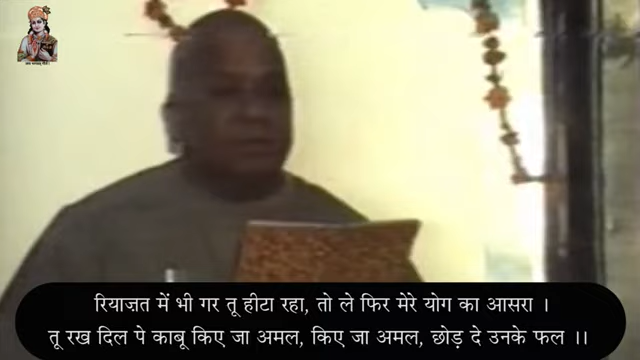 रियाज़त में भी गर तू हीटा रहा, तो ले फिर मेरे योग का आसरा ।
तू रख दिल पे काबू किए जा अमल, किए जा अमल, छोड़ दे उनके फल ।।